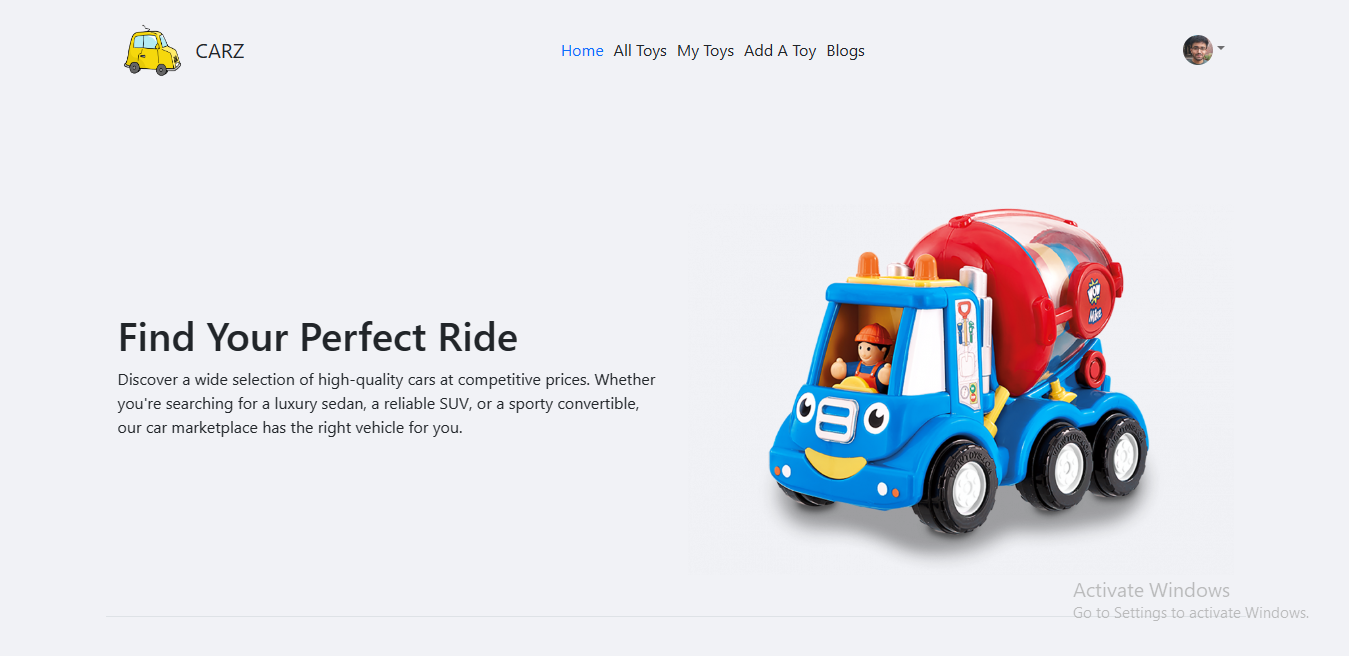 CARZ
Home All Toys My Toys Add A Toy Blogs
Find Your Perfect Ride
Discover a wide selection of high-quality cars at competitive prices. Whether
you're searching for a luxury sedan, a reliable SUV, or a sporty convertible,
our car marketplace has the right vehicle for you.
WOW
Mix
Activate Windows
Go to Settings to activate Windows.